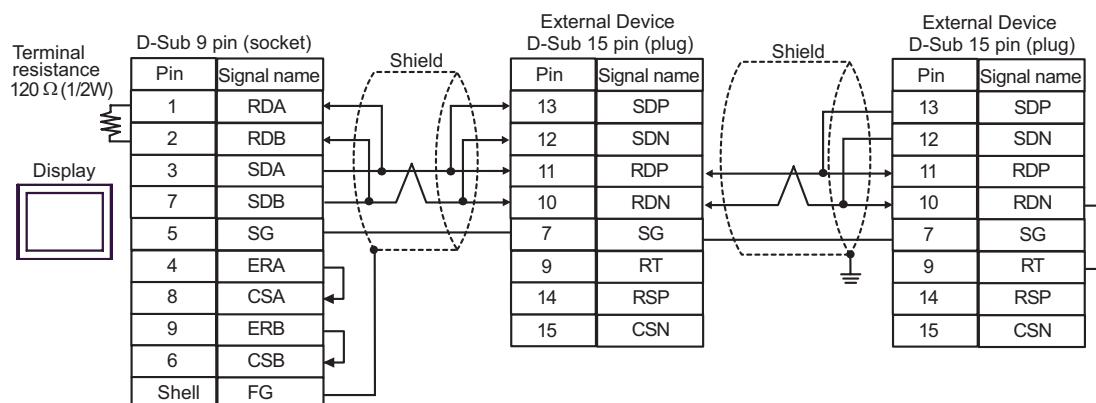 Terminal
resistance
120 Ω (1/2W)
Display
D-Sub 9 pin (socket)
Pin Signal name
1 RDA
2 RDB
3 SDA
7 SDB
5 SG
4 ERA
8 CSA
9 ERB
6 CSB
Shell FG
Shield
External Device
D-Sub 15 pin (plug)
Pin Signal name
13 SDP
12 SDN
11 RDP
10 RDN
7 SG
9 RT
14 RSP
15 CSN
Shield
External Device
D-Sub 15 pin (plug)
Pin Signal name
13 SDP
12 SDN
11 RDP
10 RDN
7 SG
9 RT
14 RSP
15 CSN